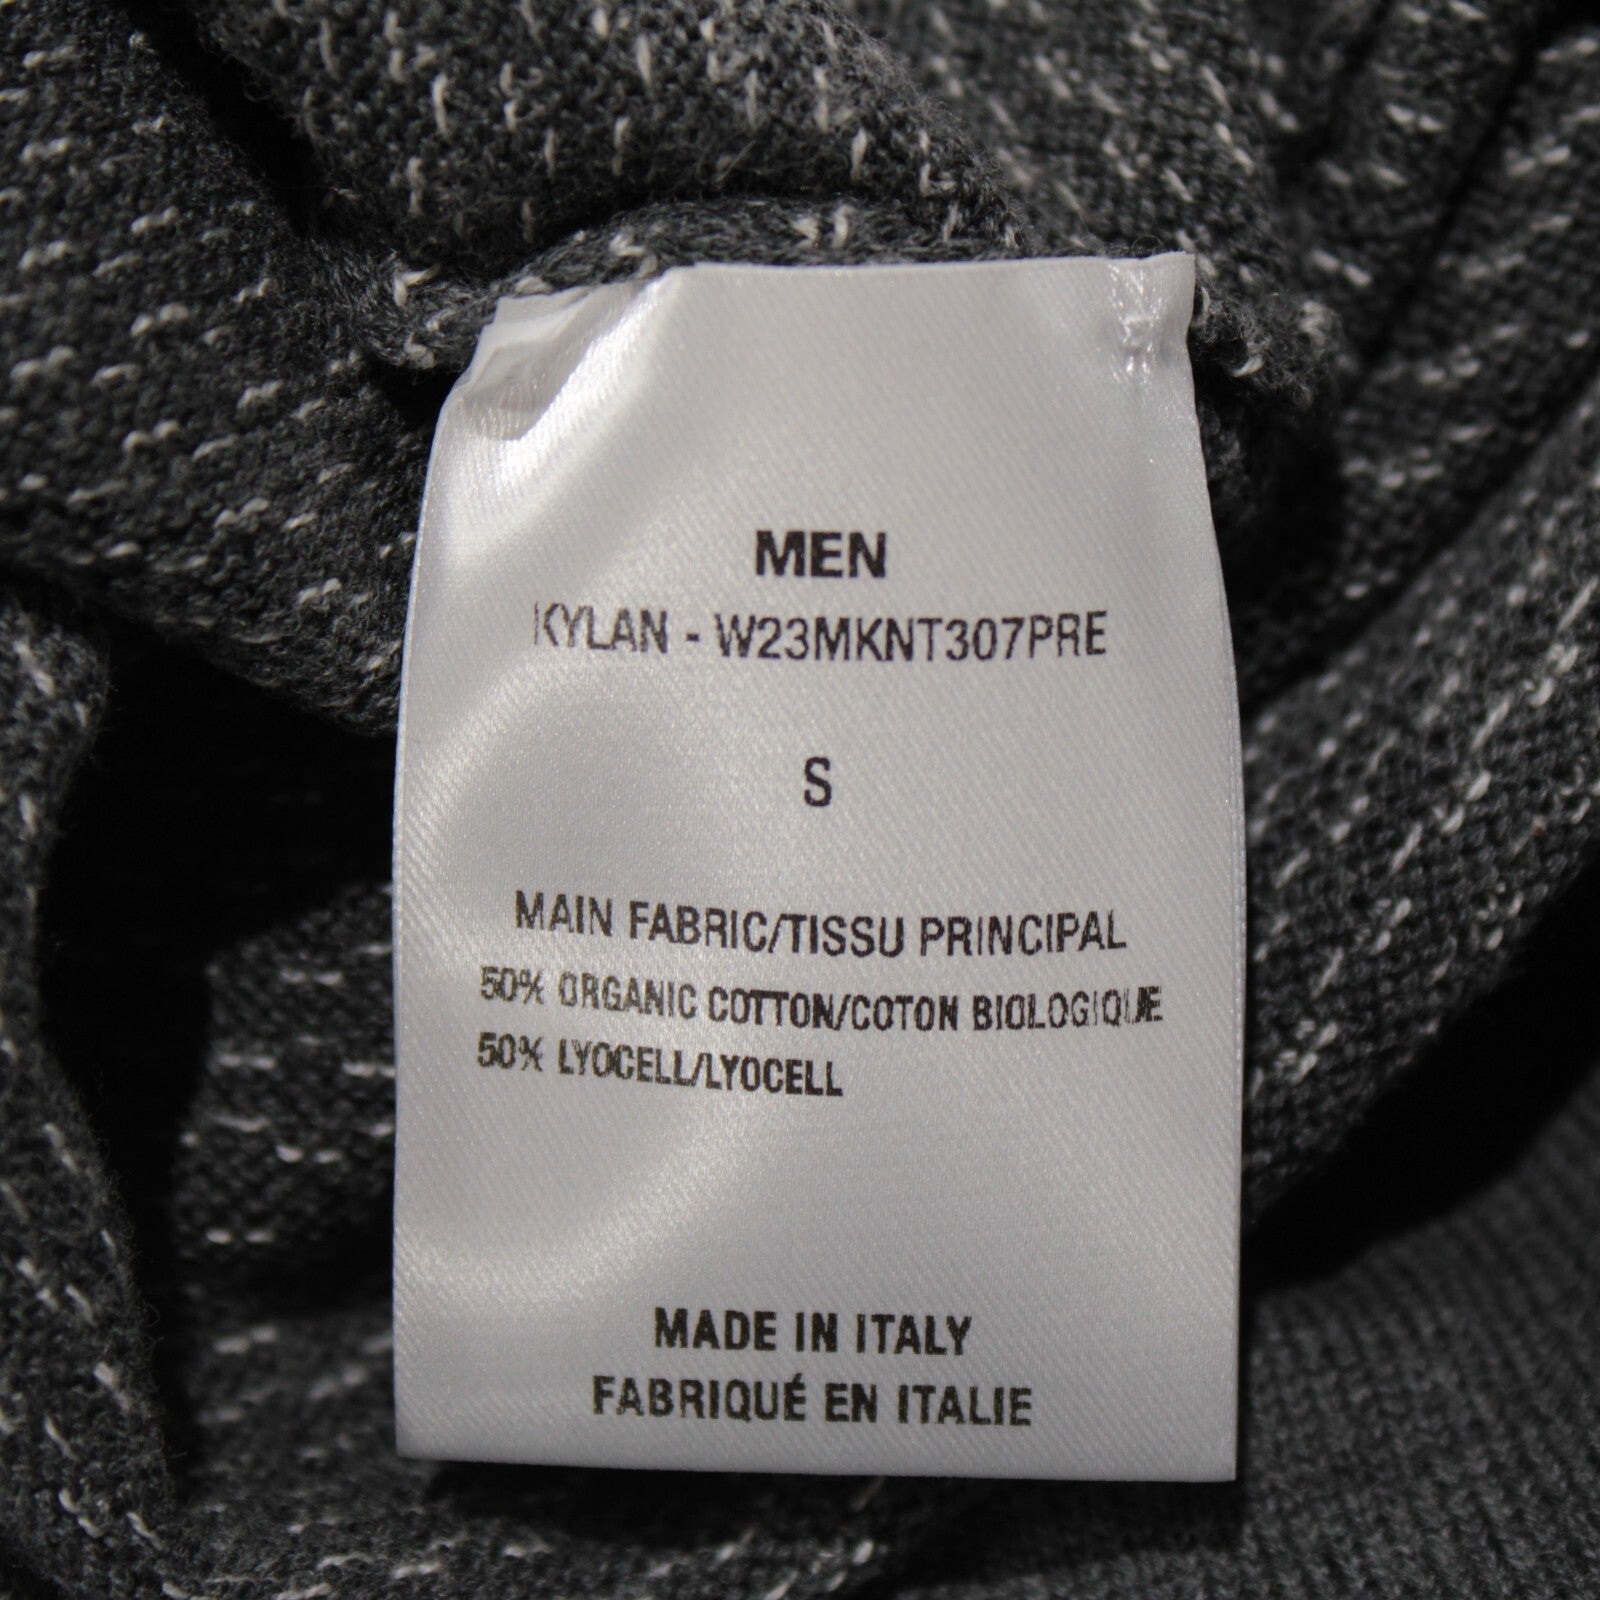 MEN
KYLAN - W23MKNT307PRE
S
MAIN FABRIC/TISSU PRINCIPAL
50% ORGANIC COTTON/COTON BIOLOGIQUE
50% LYOCELL/LYOCELL
MADE IN ITALY
FABRIQUÉ EN ITALIE